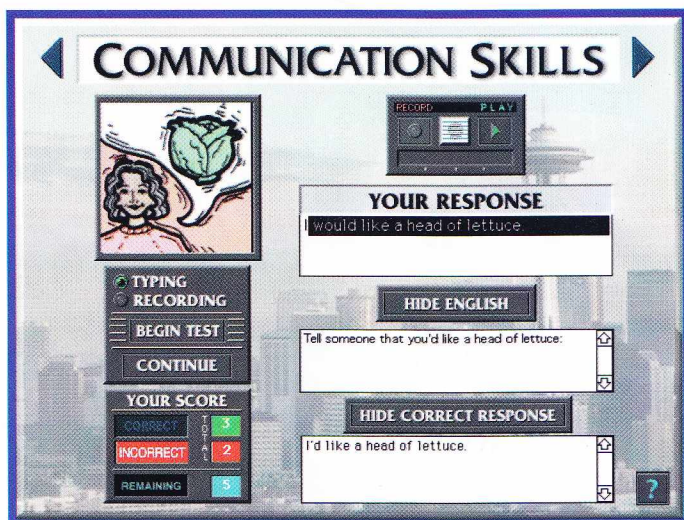 COMMUNICATION SKILLS
RECORD PLAY
YOUR RESPONSE
I would like a head of lettuce.
TYPING
RECORDING
BEGIN TEST
CONTINUE
HIDE ENGLISH
Tell someone that you'd like a head of lettuce:
YOUR SCORE
CORRECT 3
TOTAL
INCORRECT 2
REMAINING 5
HIDE CORRECT RESPONSE
I'd like a head of lettuce.
?